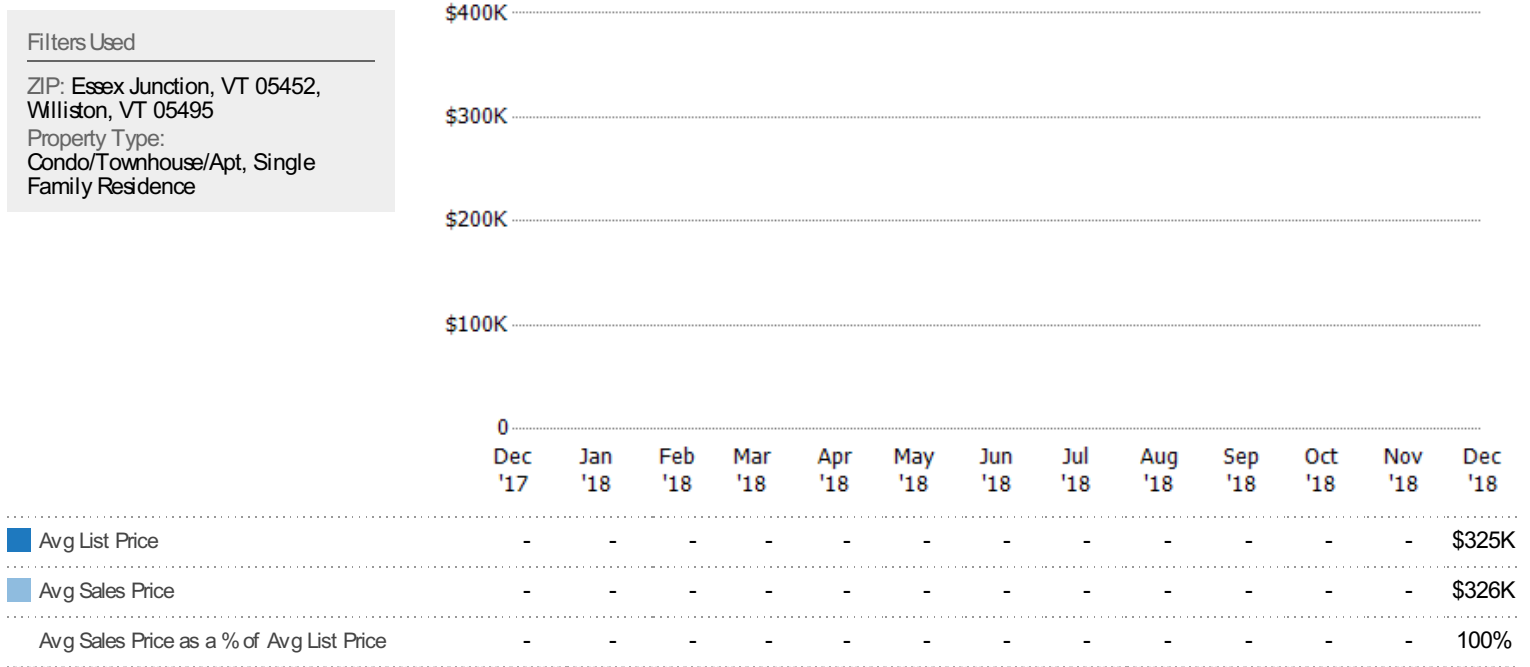 Filters Used
ZIP: Essex Junction, VT 05452,
Williston, VT 05495
Property Type:
Condo/Townhouse/Apt, Single
Family Residence
$400K
$300K
$200K
$100K
0
Dec Jan Feb Mar Apr May Jun Jul Aug Sep Oct Nov Dec
'17 '18 '18 '18 '18 '18 '18 '18 '18 '18 '18 '18 '18
Avg List Price - - - - - - - - - - - - $325K
Avg Sales Price - - - - - - - - - - - - $326K
Avg Sales Price as a % of Avg List Price - - - - - - - - - - - - 100%